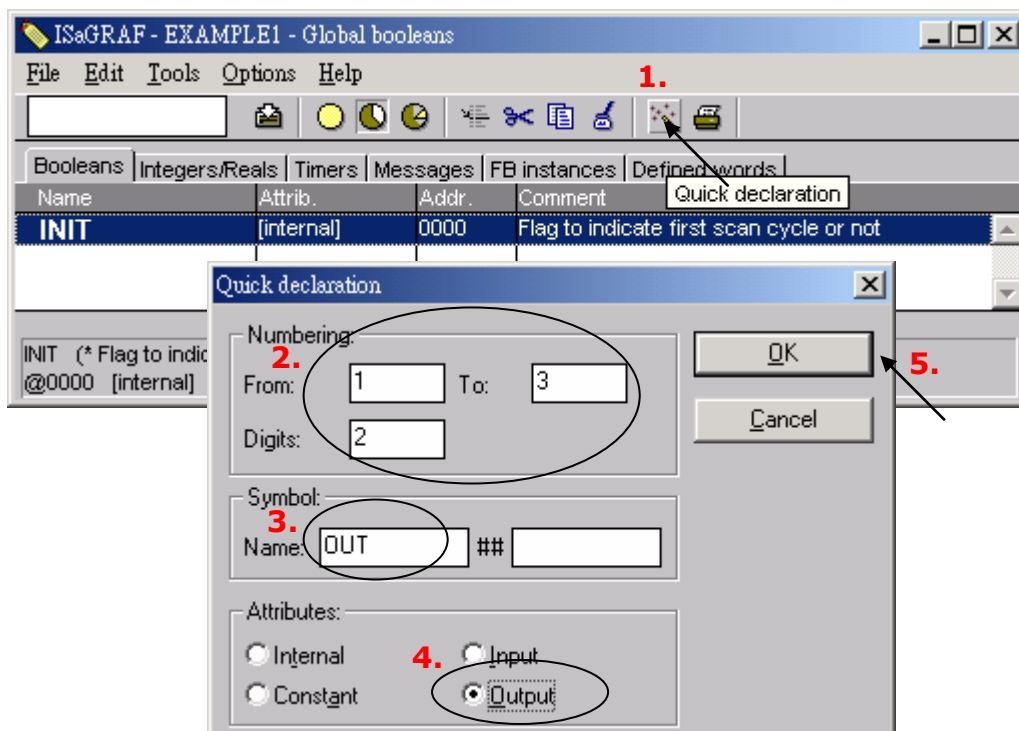 ISaGRAF - EXAMPLE1 - Global booleans
File Edit Tools Options Help
1.
Booleans Integers/Reals Timers Messages FB instances Defined words
Quick declaration
Name Attrib. Addr. Comment
INIT [internal] 0000 Flag to indicate first scan cycle or not
INIT (* Flag to indic
@0000 [internal]
Quick declaration
Numbering:
2.
From: 1 To: 3
Digits: 2
OK
5.
Cancel
Symbol:
3.
Name: OUT ##
Attributes:
Internal
4.
Input
Constant
Output